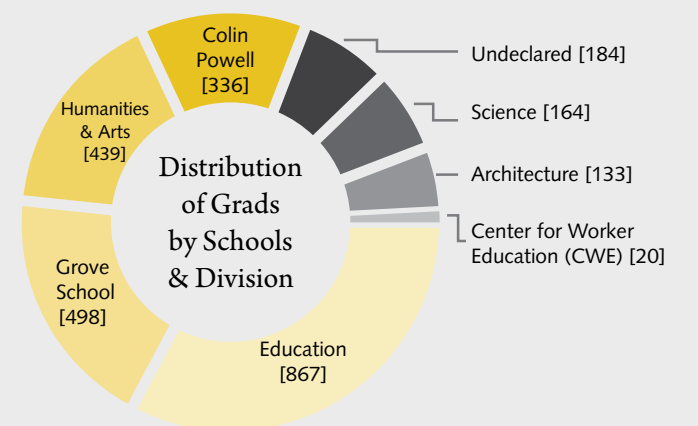 Colin
Powell
[336]
Undeclared [184]
Science [164]
Architecture [133]
Center for Worker
Education (CWE) [20]
Humanities
& Arts
[439]
Distribution
of Grads
by Schools
& Division
Grove
School
[498]
Education
[867]